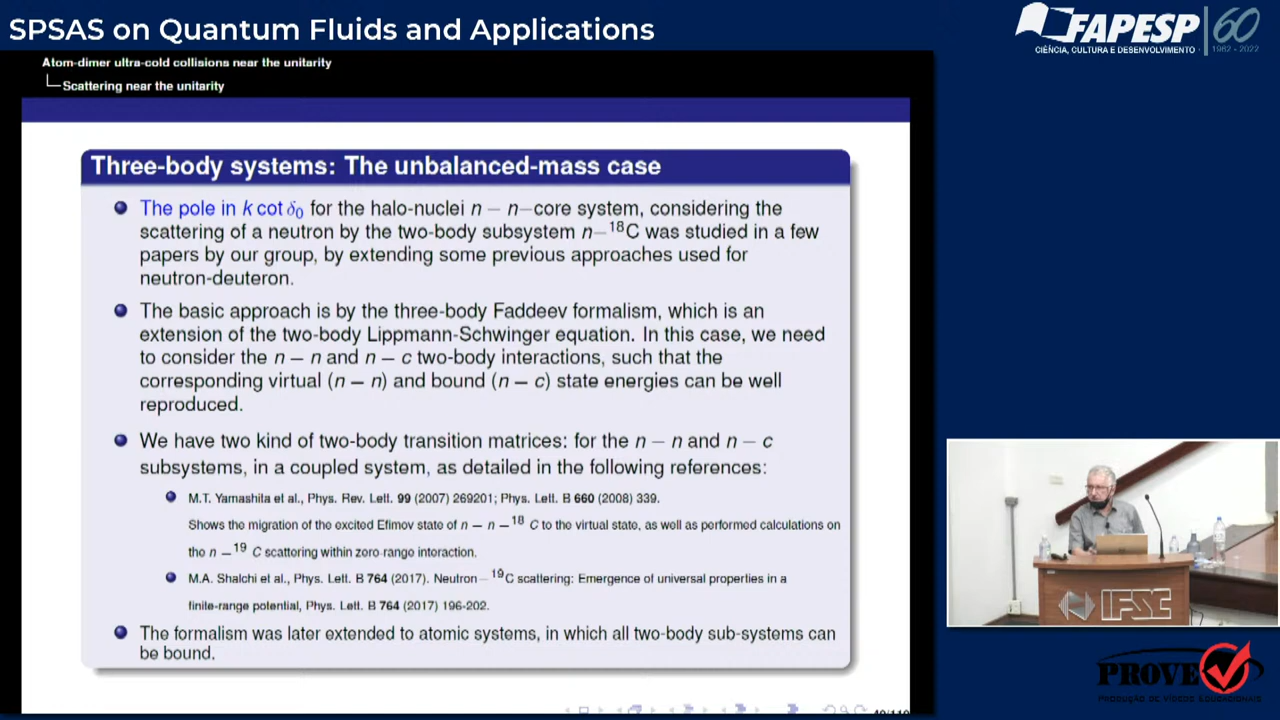 SPSAS on Quantum Fluids and Applications
FAPESP 60
CIÊNCIA, CULTURA E DESENVOLVIMENTO 1962 - 2022
Atom-dimer ultra-cold collisions near the unitarity
Scattering near the unitarity
Three-body systems: The unbalanced-mass case
The pole in k cot δ0 for the halo-nuclei n − n−core system, considering the
scattering of a neutron by the two-body subsystem n−18C was studied in a few
papers by our group, by extending some previous approaches used for
neutron-deuteron.
The basic approach is by the three-body Faddeev formalism, which is an
extension of the two-body Lippmann-Schwinger equation. In this case, we need
to consider the n − n and n − c two-body interactions, such that the
corresponding virtual (n − n) and bound (n − c) state energies can be well
reproduced.
We have two kind of two-body transition matrices: for the n − n and n − c
subsystems, in a coupled system, as detailed in the following references:
M.T. Yamashita et al., Phys. Rev. Lett. 99 (2007) 269201; Phys. Lett. B 660 (2008) 339.
Shows the migration of the excited Efimov state of n − n −18 C to the virtual state, as well as performed calculations on
the n −19 C scattering within zero-range interaction.
M.A. Shalchi et al., Phys. Lett. B 764 (2017). Neutron−19C scattering: Emergence of universal properties in a
finite-range potential, Phys. Lett. B 764 (2017) 196-202.
The formalism was later extended to atomic systems, in which all two-body sub-systems can
be bound.
IFSC
PROVE
PRODUÇÃO DE VÍDEOS EDUCACIONAIS